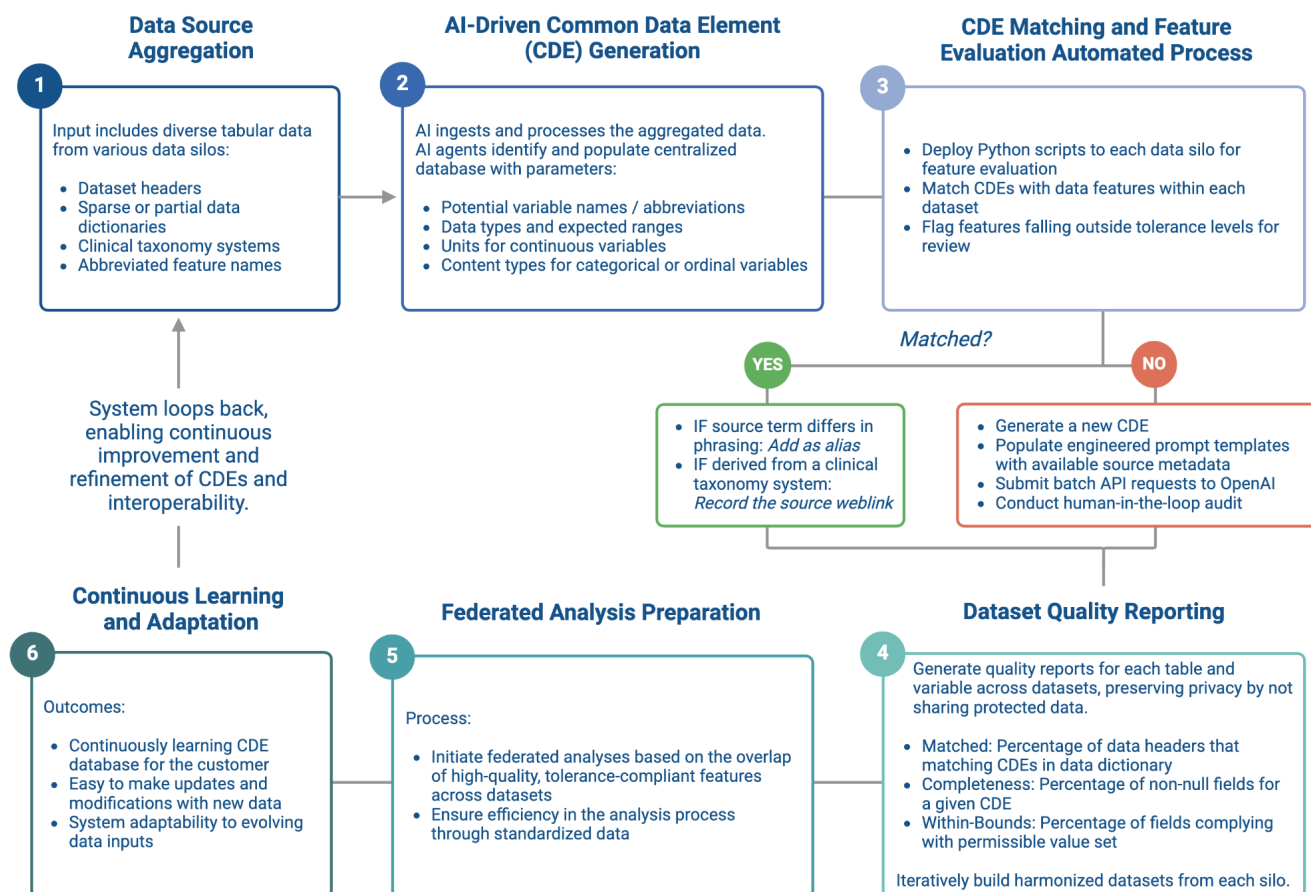 Data Source
Aggregation
1
Input includes diverse tabular data
from various data silos:
• Dataset headers
• Sparse or partial data
dictionaries
• Clinical taxonomy systems
• Abbreviated feature names
AI-Driven Common Data Element
(CDE) Generation
2
AI ingests and processes the aggregated data.
AI agents identify and populate centralized
database with parameters:
• Potential variable names / abbreviations
• Data types and expected ranges
• Units for continuous variables
• Content types for categorical or ordinal variables
CDE Matching and Feature
Evaluation Automated Process
3
• Deploy Python scripts to each data silo for
feature evaluation
• Match CDEs with data features within each
dataset
• Flag features falling outside tolerance levels for
review
Matched?
YES
• IF source term differs in
phrasing: Add as alias
• IF derived from a clinical
taxonomy system:
Record the source weblink
NO
• Generate a new CDE
• Populate engineered prompt templates
with available source metadata
• Submit batch API requests to OpenAI
• Conduct human-in-the-loop audit
Dataset Quality Reporting
4
Generate quality reports for each table and
variable across datasets, preserving privacy by not
sharing protected data.
• Matched: Percentage of data headers that
matching CDEs in data dictionary
• Completeness: Percentage of non-null fields for
a given CDE
• Within-Bounds: Percentage of fields complying
with permissible value set
Iteratively build harmonized datasets from each silo.
Federated Analysis Preparation
5
Process:
• Initiate federated analyses based on the overlap
of high-quality, tolerance-compliant features
across datasets
• Ensure efficiency in the analysis process
through standardized data
Continuous Learning
and Adaptation
6
Outcomes:
• Continuously learning CDE
database for the customer
• Easy to make updates and
modifications with new data
• System adaptability to evolving
data inputs
System loops back,
enabling continuous
improvement and
refinement of CDEs and
interoperability.